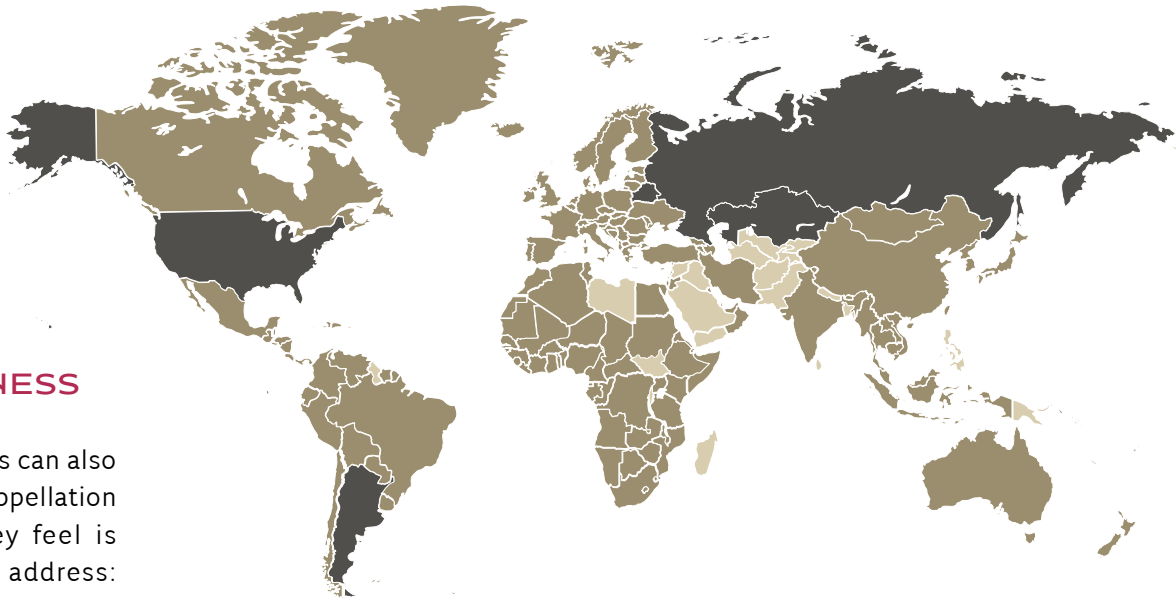 NESS
s can also
ppellation
ey feel is
address: